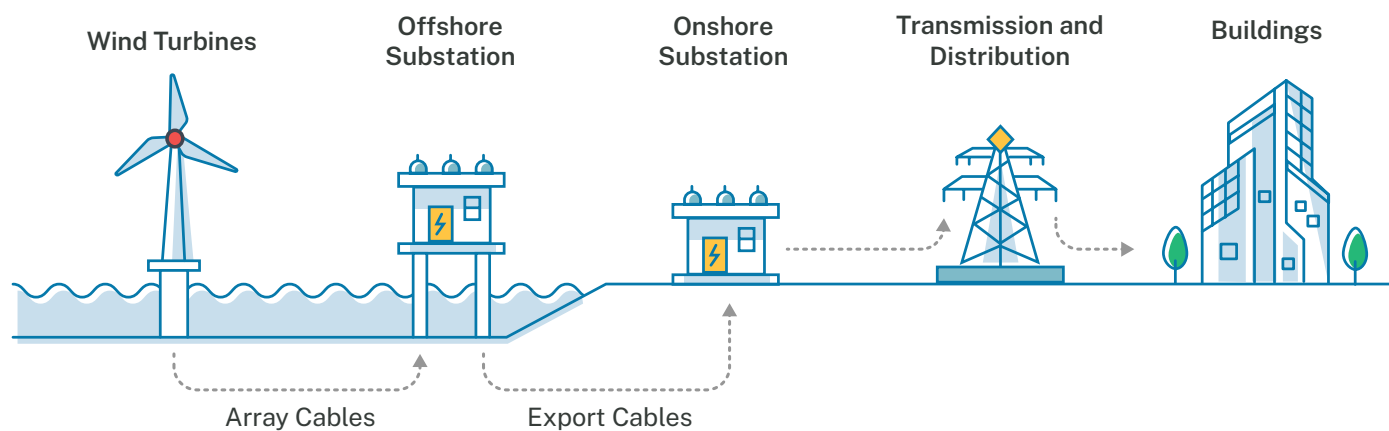 Wind Turbines
Offshore
Substation
Onshore
Substation
Transmission and
Distribution
Buildings
Array Cables
Export Cables